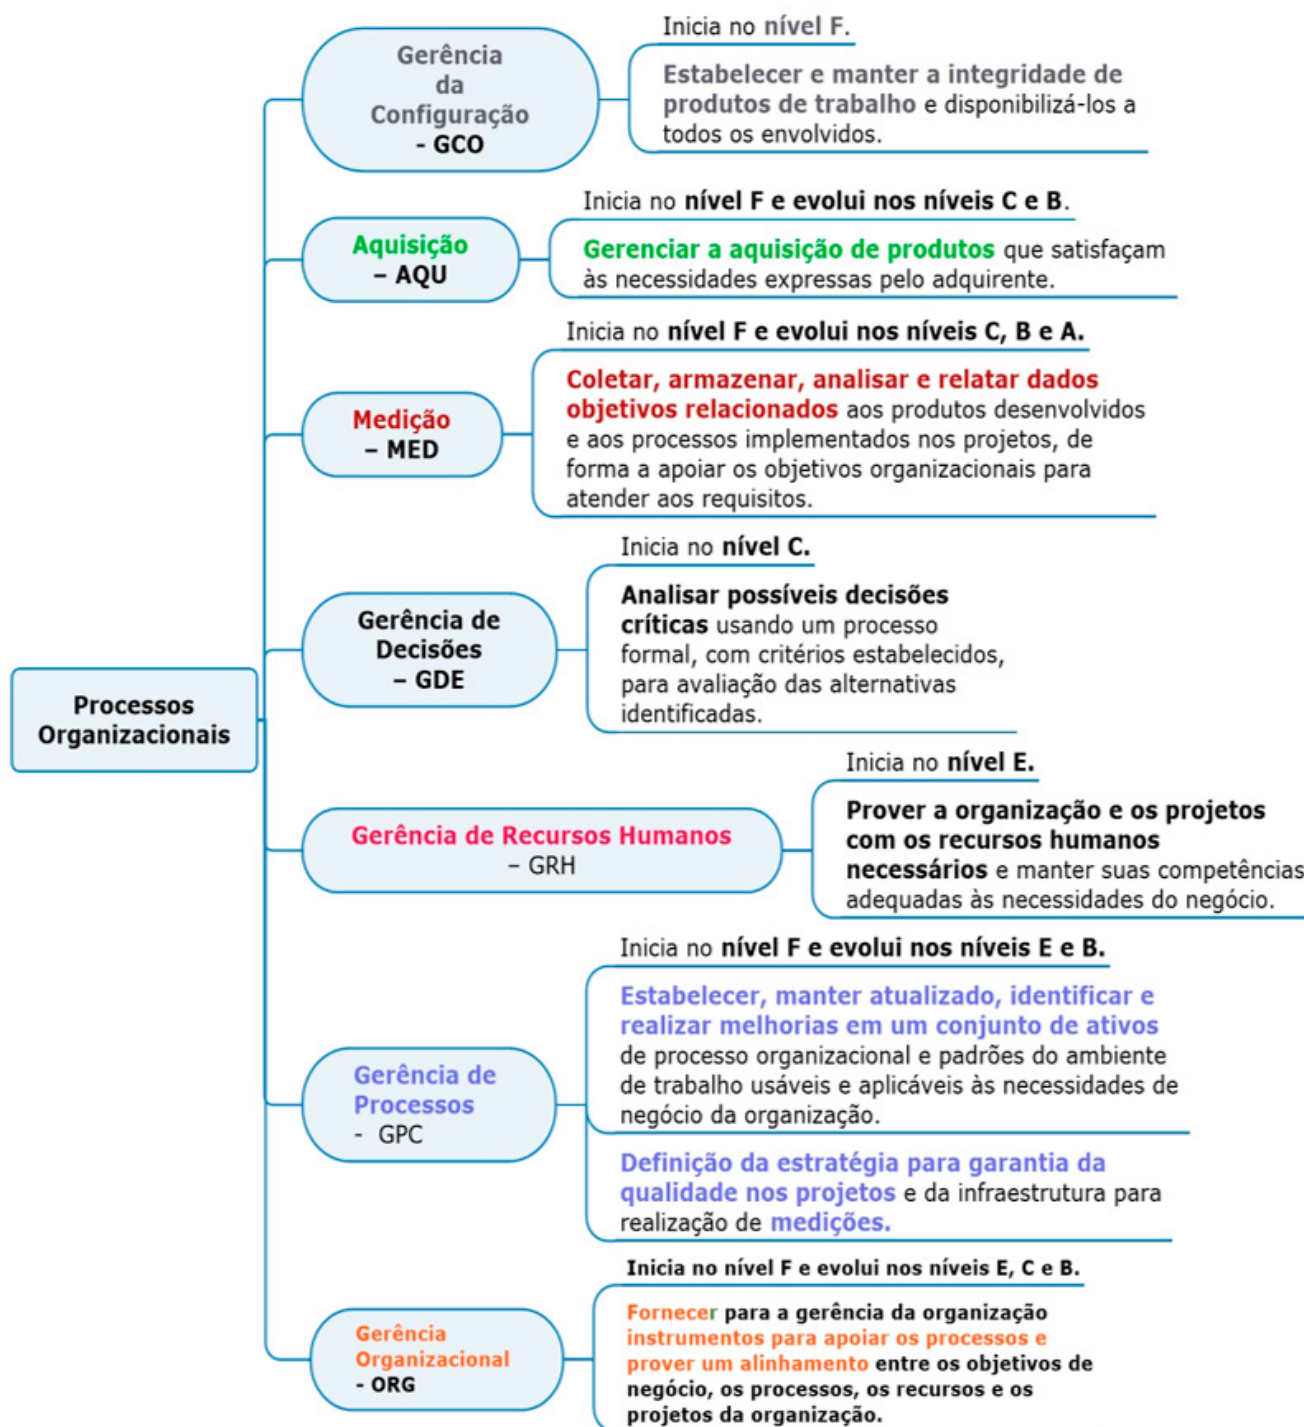 Processos
Organizacionais
Gerência
da
Configuração
- GCO
Inicia no nível F.
Estabelecer e manter a integridade de
produtos de trabalho e disponibilizá-los a
todos os envolvidos.
Aquisição
– AQU
Inicia no nível F e evolui nos níveis C e B.
Gerenciar a aquisição de produtos que satisfaçam
às necessidades expressas pelo adquirente.
Medição
– MED
Inicia no nível F e evolui nos níveis C, B e A.
Coletar, armazenar, analisar e relatar dados
objetivos relacionados aos produtos desenvolvidos
e aos processos implementados nos projetos, de
forma a apoiar os objetivos organizacionais para
atender aos requisitos.
Gerência de
Decisões
– GDE
Inicia no nível C.
Analisar possíveis decisões
críticas usando um processo
formal, com critérios estabelecidos,
para avaliação das alternativas
identificadas.
Gerência de Recursos Humanos
– GRH
Inicia no nível E.
Prover a organização e os projetos
com os recursos humanos
necessários e manter suas competências
adequadas às necessidades do negócio.
Gerência de
Processos
- GPC
Inicia no nível F e evolui nos níveis E e B.
Estabelecer, manter atualizado, identificar e
realizar melhorias em um conjunto de ativos
de processo organizacional e padrões do ambiente
de trabalho usáveis e aplicáveis às necessidades de
negócio da organização.
Definição da estratégia para garantia da
qualidade nos projetos e da infraestrutura para
realização de medições.
Gerência
Organizacional
- ORG
Inicia no nível F e evolui nos níveis E, C e B.
Fornecer para a gerência da organização
instrumentos para apoiar os processos e
prover um alinhamento entre os objetivos de
negócio, os processos, os recursos e os
projetos da organização.